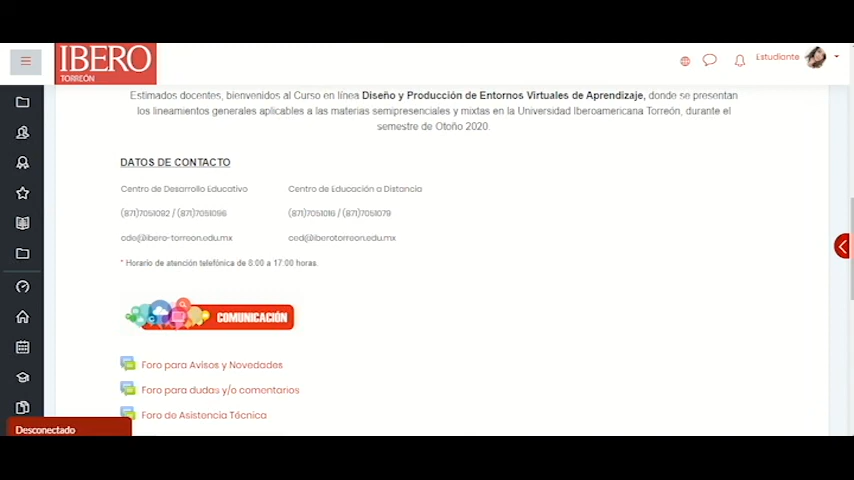 IBERO
TORREÓN
Estudiante
Estimados docentes, bienvenidos al Curso en línea Diseño y Producción de Entornos Virtuales de Aprendizaje, donde se presentan
los lineamientos generales aplicables a las materias semipresenciales y mixtas en la Universidad Iberoamericana Torreón, durante el
semestre de Otoño 2020.
DATOS DE CONTACTO
Centro de Desarrollo Educativo Centro de Educación a Distancia
(871)7051092 / (871)7051096 (871)7051016 / (871)7051079
cde@ibero-torreon.edu.mx ced@iberotorreon.edu.mx
* Horario de atención telefónica de 8:00 a 17:00 horas.
COMUNICACIÓN
Foro para Avisos y Novedades
Foro para dudas y/o comentarios
Foro de Asistencia Técnica
Desconectado